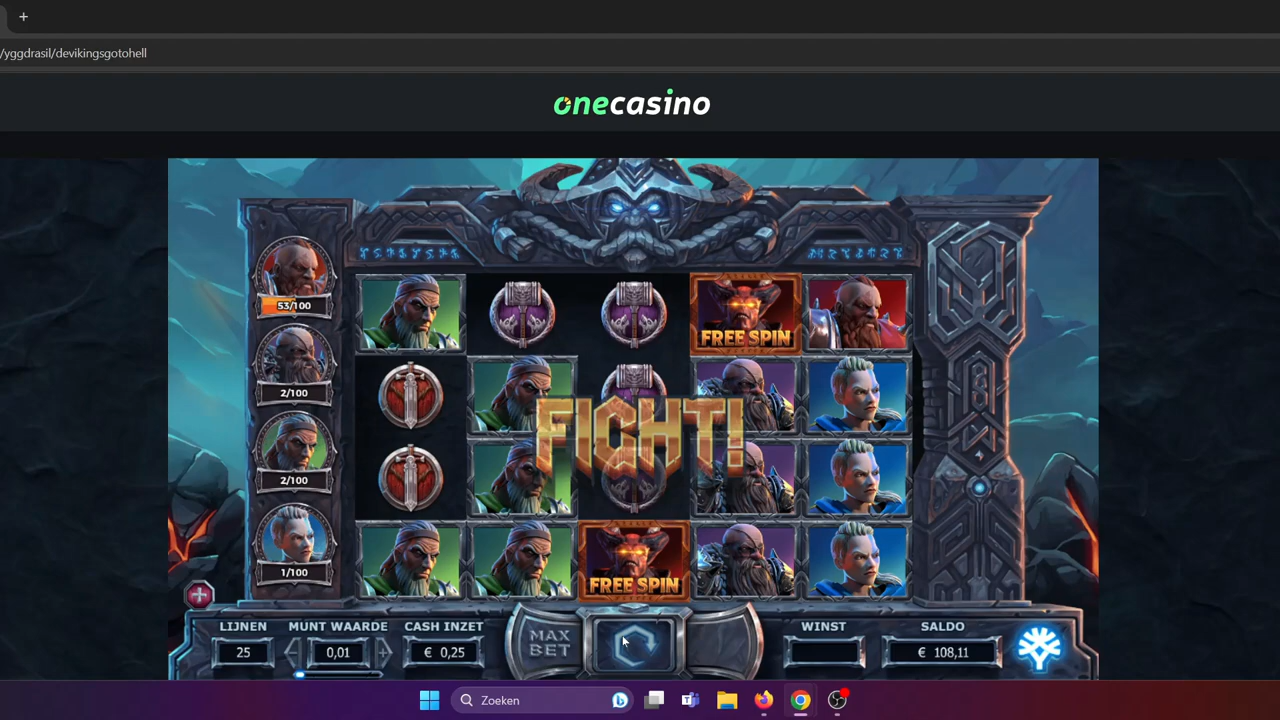 /yggdrasil/devikingsgotohell
onecasino
53/100
2/100
2/100
1/100
FREE SPIN
FIGHT!
FREE SPIN
LIJNEN
25
MUNT WAARDE
0,01
CASH INZET
€ 0,25
MAX
BET
WINST
SALDO
€ 108,11
Zoeken